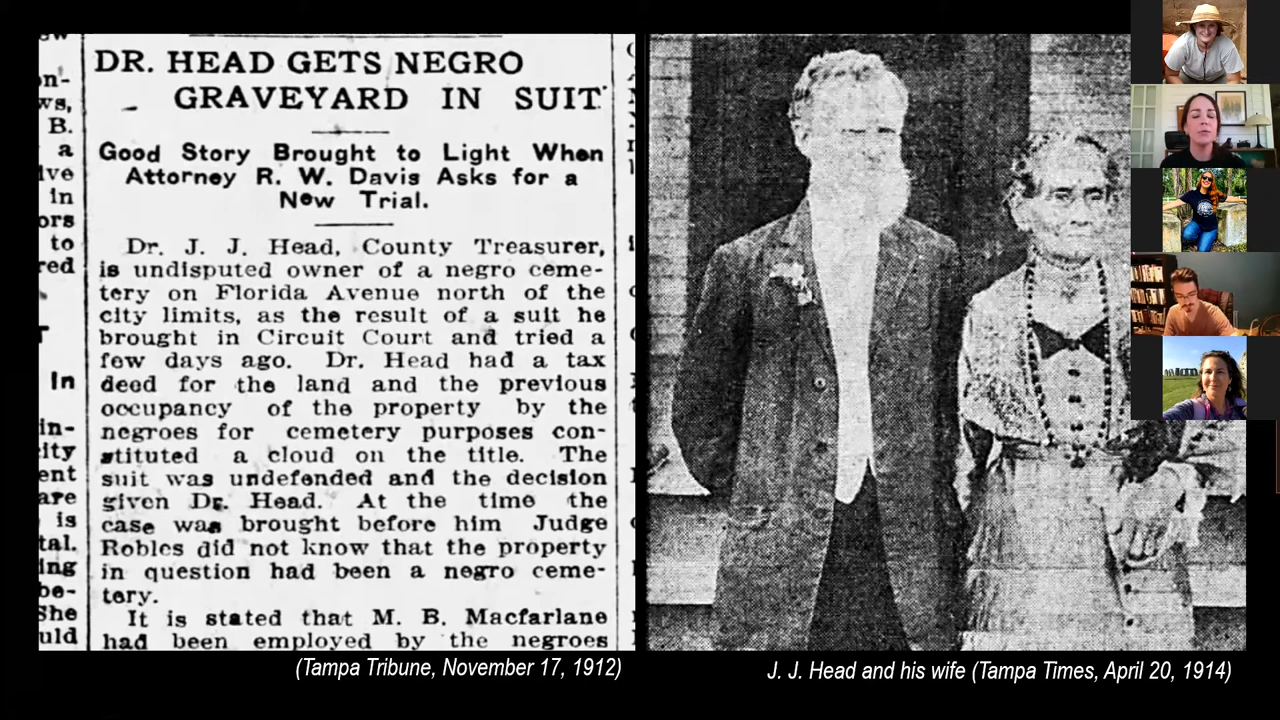 DR. HEAD GETS NEGRO
GRAVEYARD IN SUIT
Good Story Brought to Light When
Attorney R. W. Davis Asks for a
New Trial.
Dr. J. J. Head, County Treasurer,
is undisputed owner of a negro ceme-
tery on Florida Avenue north of the
city limits, as the result of a suit he
brought in Circuit Court and tried a
few days ago. Dr. Head had a tax
deed for the land and the previous
occupancy of the property by the
negroes for cemetery purposes con-
stituted a cloud on the title. The
suit was undefended and the decision
given Dr. Head. At the time the
case was brought before him Judge
Robles did not know that the property
in question had been a negro ceme-
tery.
It is stated that M. B. Macfarlane
had been employed by the negroes
(Tampa Tribune, November 17, 1912)
J. J. Head and his wife (Tampa Times, April 20, 1914)